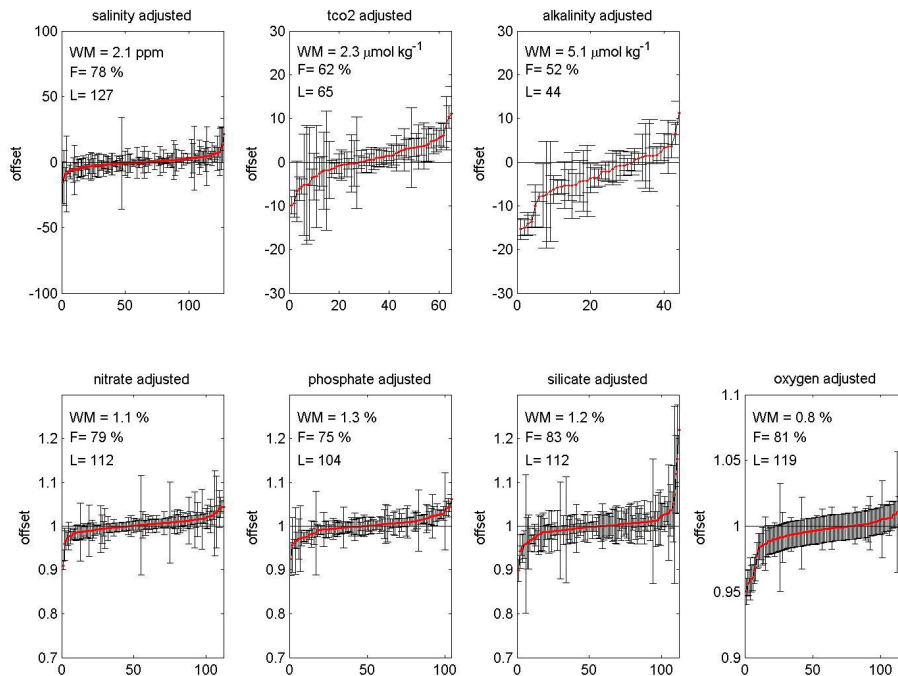 salinity adjusted
WM = 2.1 ppm
F= 78 %
L= 127
offset
100
50
0
-50
-100
0 50 100
tco2 adjusted
WM = 2.3 μmol kg⁻¹
F= 62 %
L= 65
offset
30
20
10
0
-10
-20
-30
0 20 40 60
alkalinity adjusted
WM = 5.1 μmol kg⁻¹
F= 52 %
L= 44
offset
30
20
10
0
-10
-20
-30
0 20 40
nitrate adjusted
WM = 1.1 %
F= 79 %
L= 112
offset
1.2
1.1
1
0.9
0.8
0.7
0 50 100
phosphate adjusted
WM = 1.3 %
F= 75 %
L= 104
offset
1.2
1.1
1
0.9
0.8
0.7
0 50 100
silicate adjusted
WM = 1.2 %
F= 83 %
L= 112
offset
1.2
1.1
1
0.9
0.8
0.7
0 50 100
oxygen adjusted
WM = 0.8 %
F= 81 %
L= 119
offset
1.1
1.05
1
0.95
0.9
0 50 100